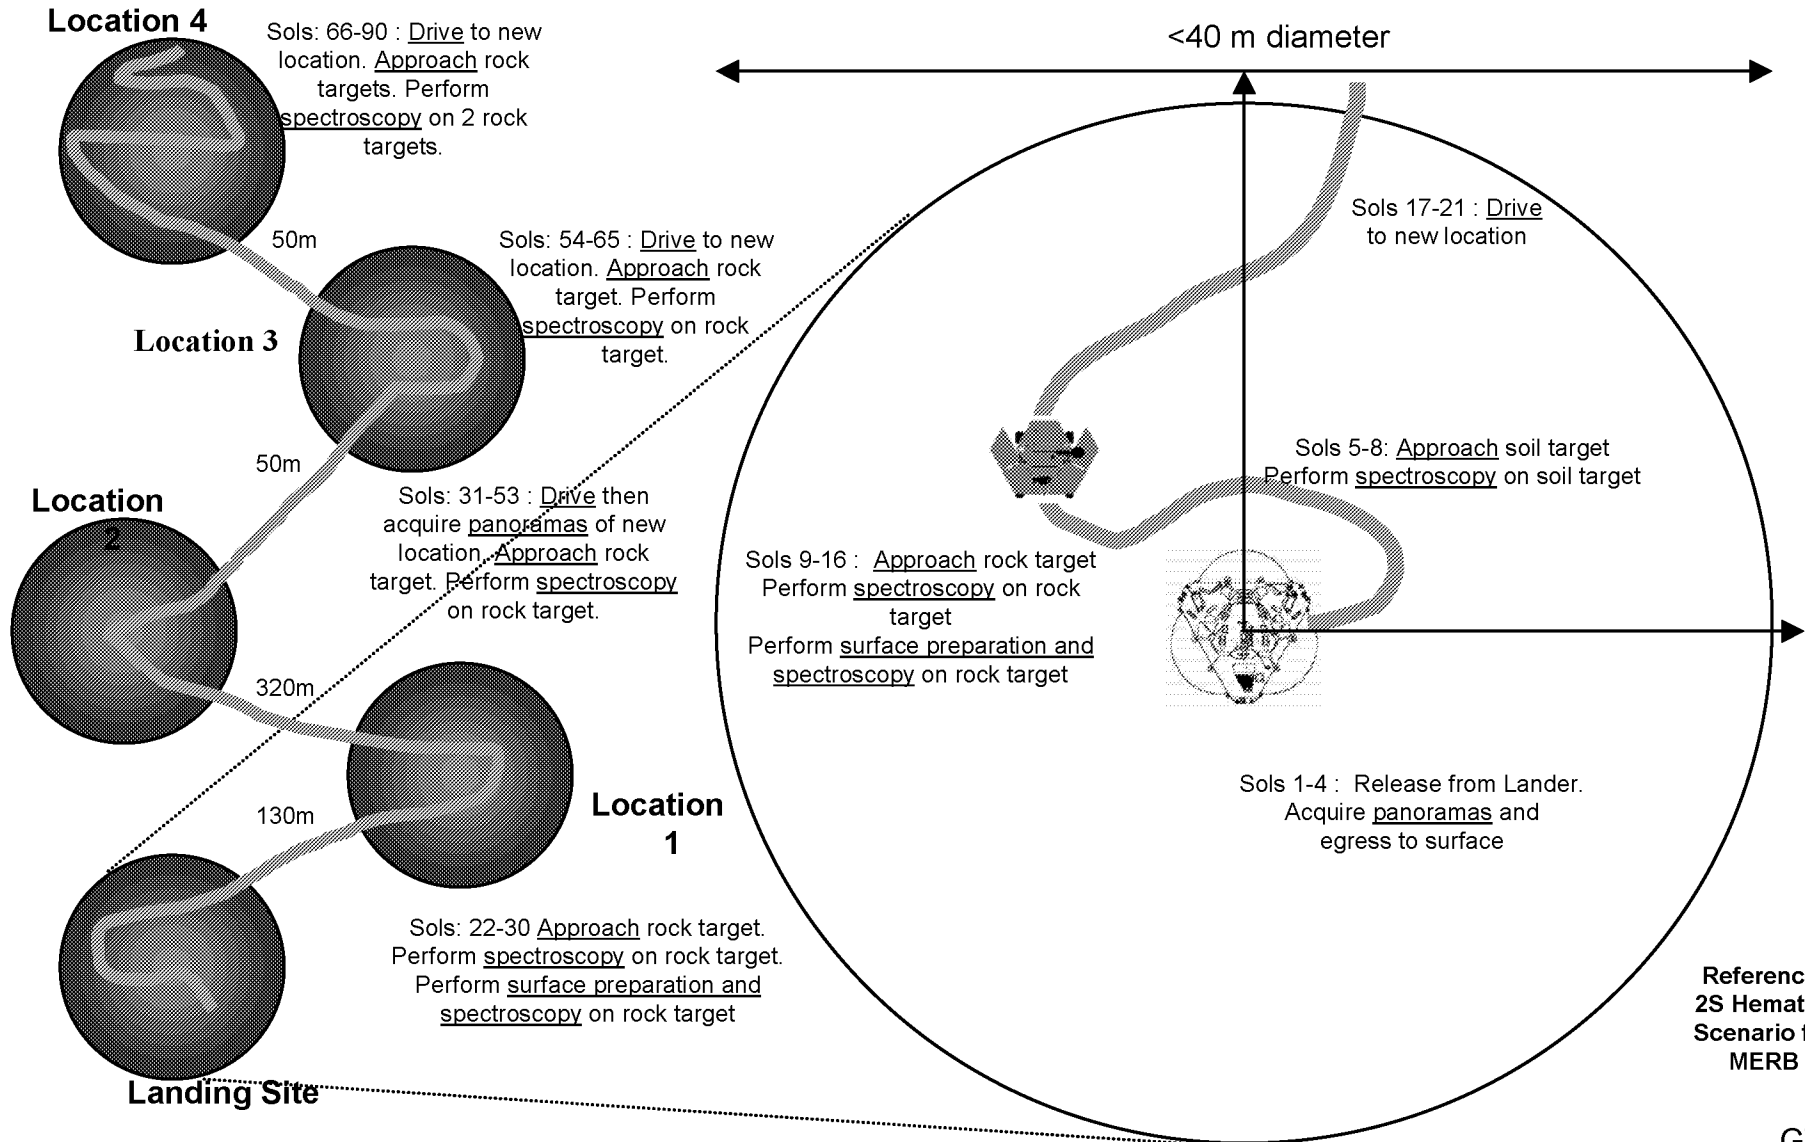 Location 4
Sols: 66-90 : Drive to new
location. Approach rock
targets. Perform
spectroscopy on 2 rock
targets.
50m
Sols: 54-65 : Drive to new
location. Approach rock
target. Perform
spectroscopy on rock
target.
Location 3
50m
Location
2
Sols: 31-53 : Drive then
acquire panoramas of new
location. Approach rock
target. Perform spectroscopy
on rock target.
320m
130m
Location
1
Sols: 22-30 Approach rock target.
Perform spectroscopy on rock target.
Perform surface preparation and
spectroscopy on rock target
Landing Site
<40 m diameter
Sols 17-21 : Drive
to new location
Sols 5-8: Approach soil target
Perform spectroscopy on soil target
Sols 9-16 : Approach rock target
Perform spectroscopy on rock
target
Perform surface preparation and
spectroscopy on rock target
Sols 1-4 : Release from Lander.
Acquire panoramas and
egress to surface
Referenc
2S Hemat
Scenario f
MERB
G